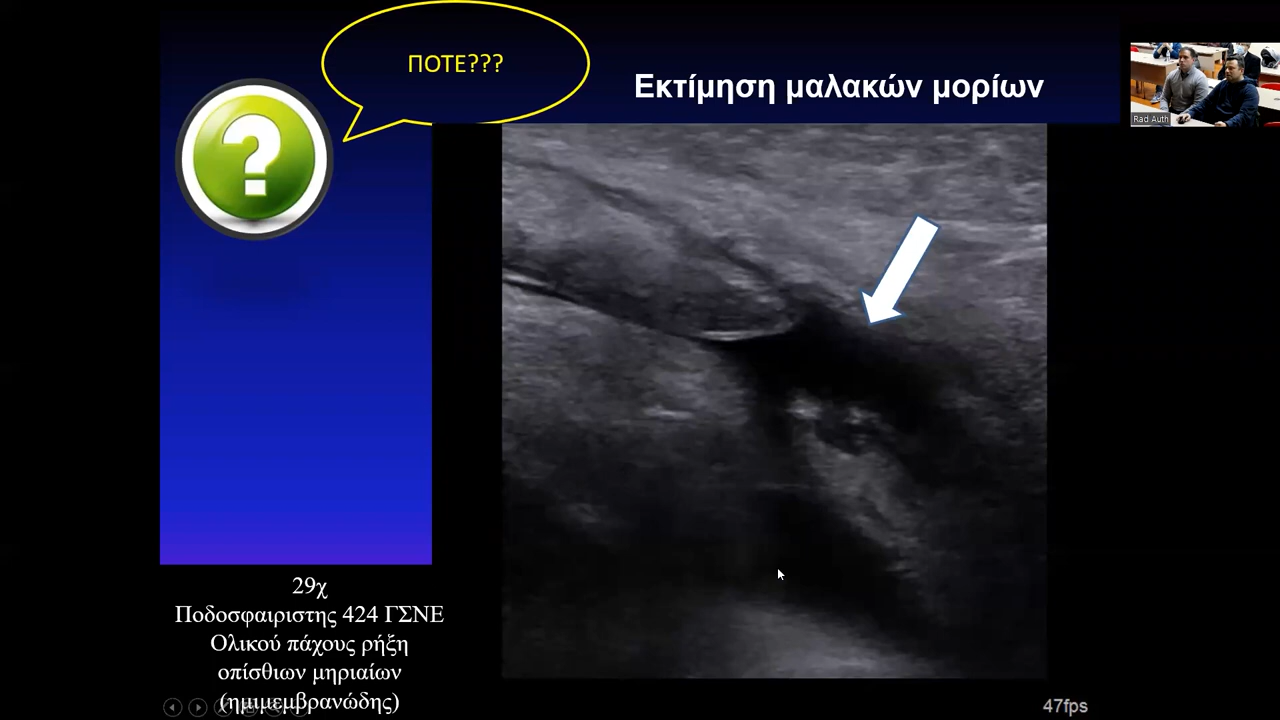 ΠΟΤΕ???
Εκτίμηση μαλακών μορίων
Rad Auth
29χ
Ποδοσφαιριστης 424 ΓΣΝΕ
Ολικού πάχους ρήξη
οπίσθιων μηριαίων
(ημιμεμβρανώδης)
47fps